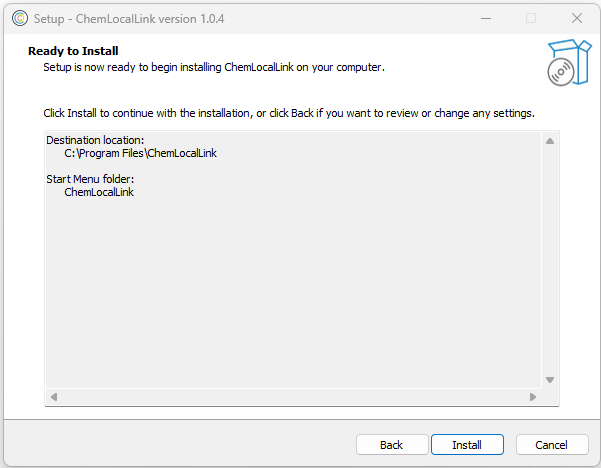 Setup - ChemLocalLink version 1.0.4
Ready to Install
Setup is now ready to begin installing ChemLocalLink on your computer.
Click Install to continue with the installation, or click Back if you want to review or change any settings.
Destination location:
C:\Program Files\ChemLocalLink
Start Menu folder:
ChemLocalLink
Back
Install
Cancel